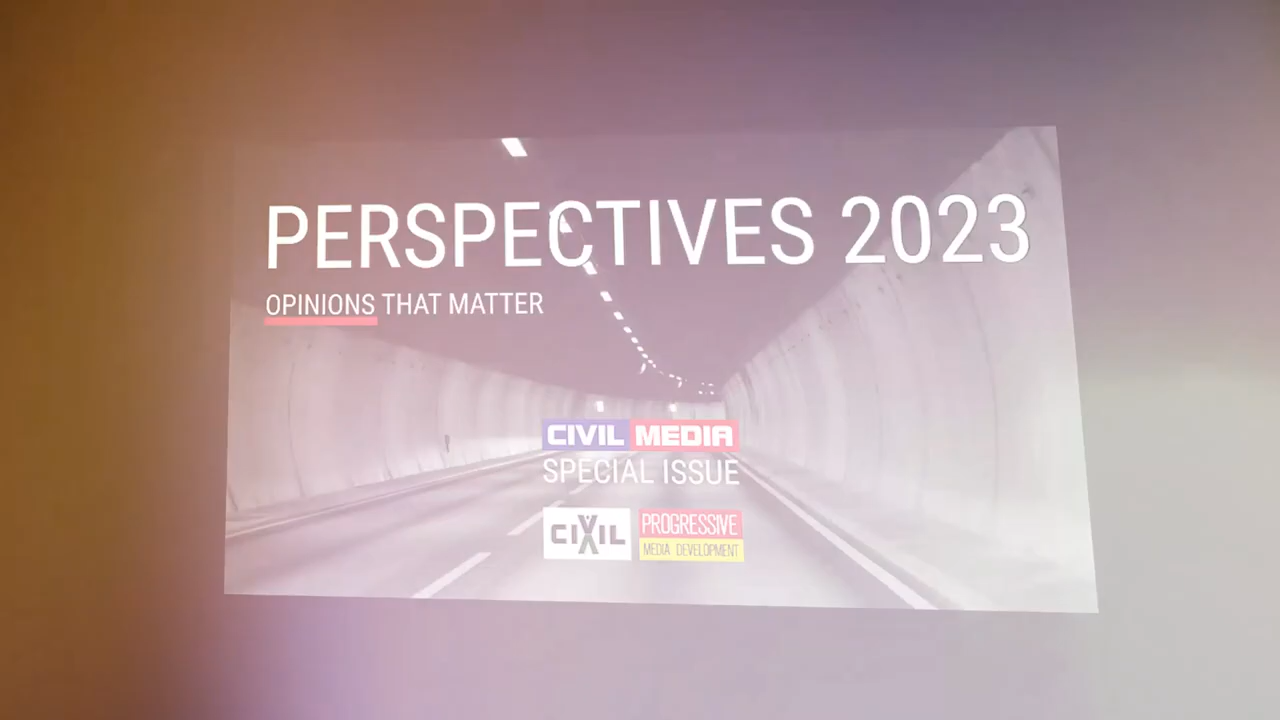 PERSPECTIVES 2023
OPINIONS THAT MATTER
CIVIL MEDIA
SPECIAL ISSUE
CIVIL
PROGRESSIVE
MEDIA DEVELOPMENT